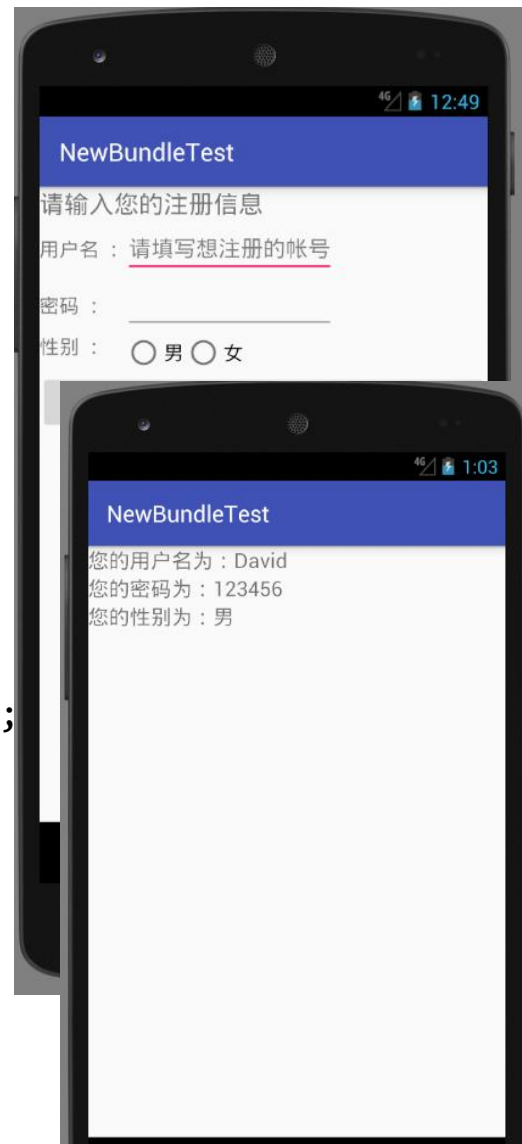 4G 12:49
NewBundleTest
请输入您的注册信息
用户名 : 请填写想注册的帐号
密码 :
性别 : 男 女
4G 1:03
NewBundleTest
您的用户名为 : David
您的密码为 : 123456
您的性别为 : 男
;